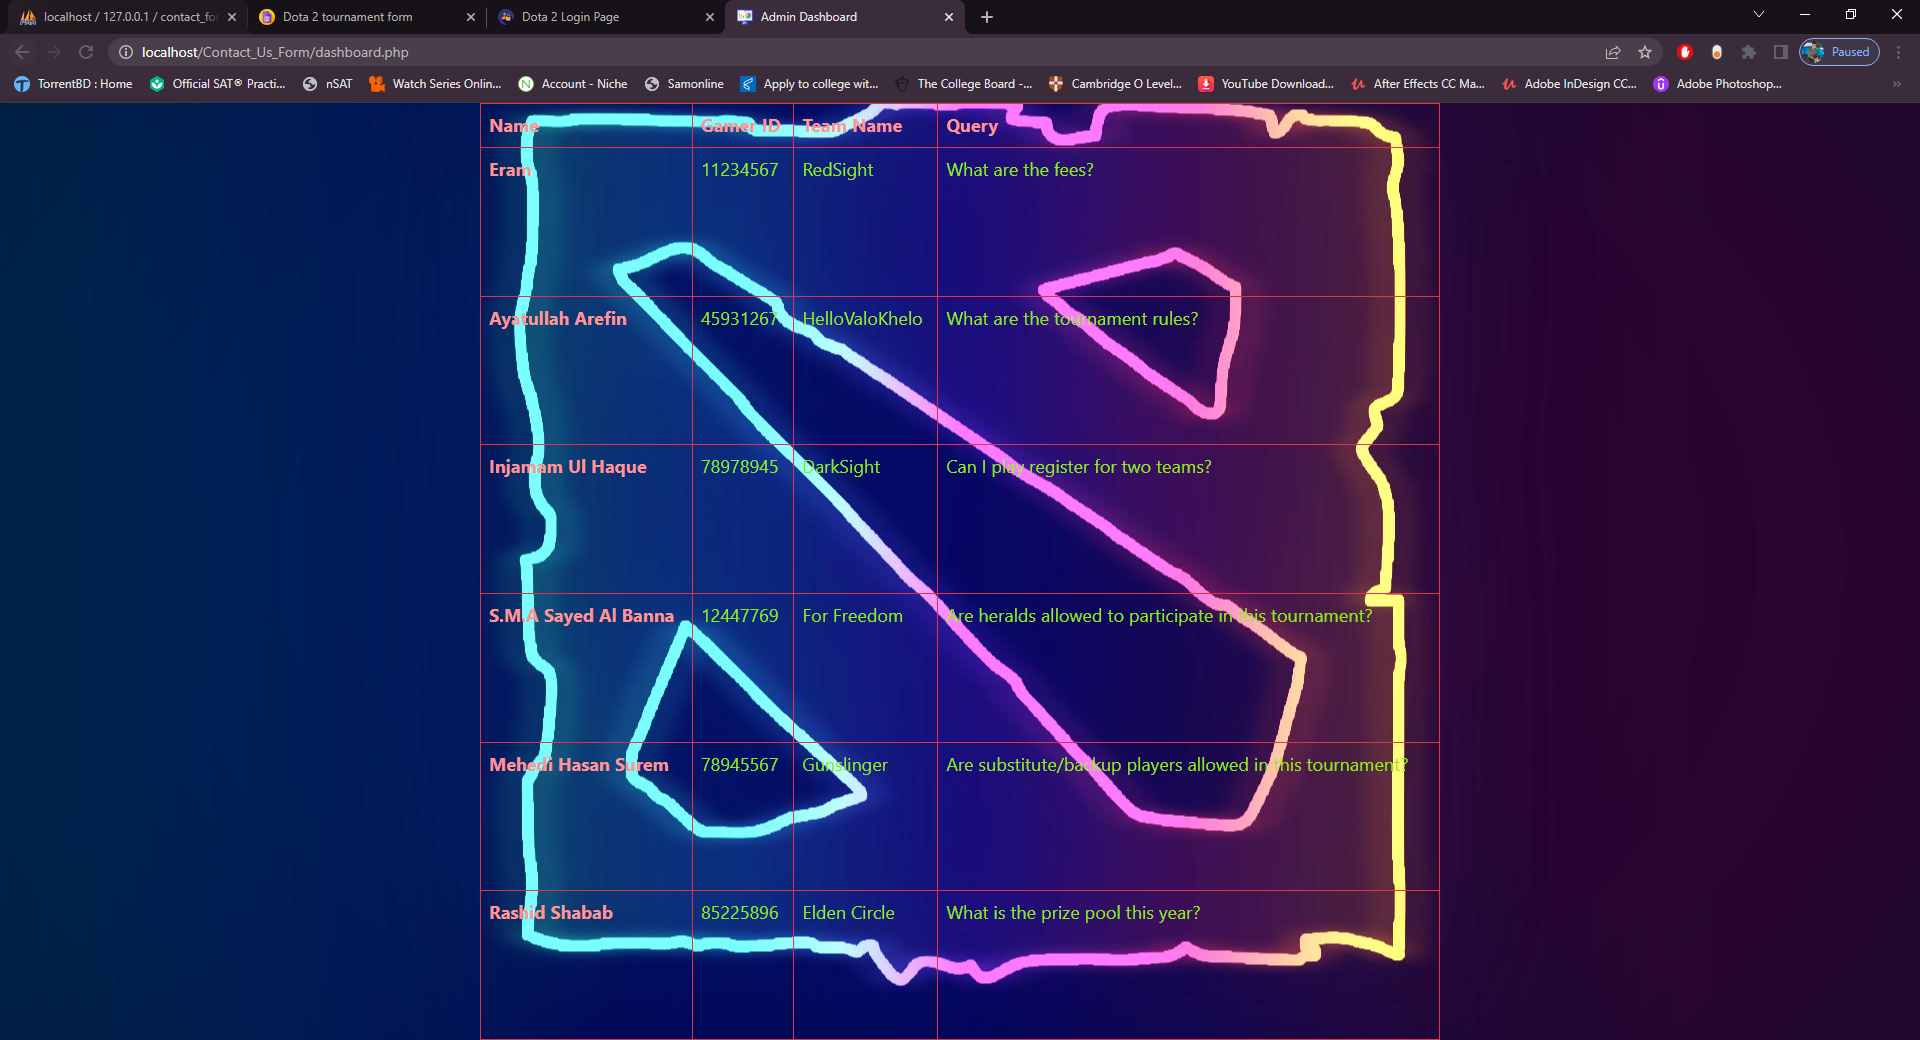 localhost / 127.0.0.1 / contact_fo
Dota 2 tournament form
Dota 2 Login Page
Admin Dashboard
localhost/Contact_Us_Form/dashboard.php
Paused
TorrentBD : Home
Official SAT® Practi...
nSAT
Watch Series Onlin...
Account - Niche
Samonline
Apply to college wit...
The College Board -...
Cambridge O Level...
YouTube Download...
After Effects CC Ma...
Adobe InDesign CC...
Adobe Photoshop...
Name Gamer ID Team Name Query
Eram 11234567 RedSight What are the fees?
Ayatullah Arefin 45931267 HelloValoKhelo What are the tournament rules?
Injamam Ul Haque 78978945 DarkSight Can I play register for two teams?
S.M.A Sayed Al Banna 12447769 For Freedom Are heralds allowed to participate in this tournament?
Mehedi Hasan Surem 78945567 Gunslinger Are substitute/backup players allowed in this tournament?
Rashid Shabab 85225896 Elden Circle What is the prize pool this year?